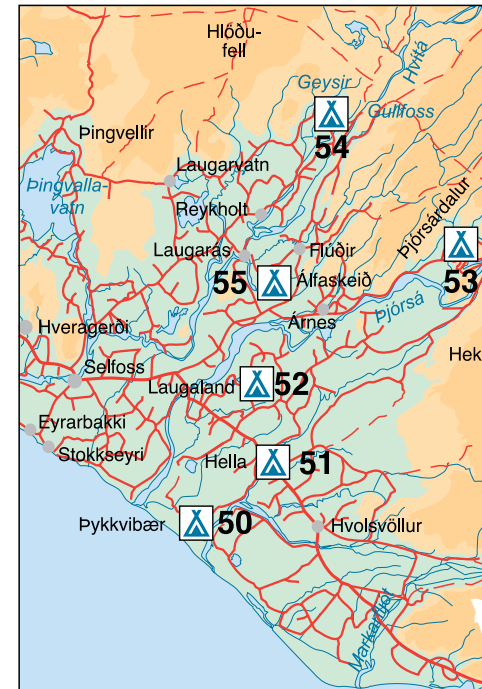 Hlöðu-
fell
Hvítá
Geysir
Gullfoss
54
Þingvellir
Laugarvatn
Þingvalla-
vatn
Reykholt
Þjórsárdalur
Laugarás
Flúðir
53
55
Álfaskeið
Þjórsá
Árnes
Hveragerði
Hek
Selfoss
Laugaland
52
Eyrarbakki
Stokkseyri
Hella
51
Þykkvibær
50
Hvolsvöllur
Markarfljót